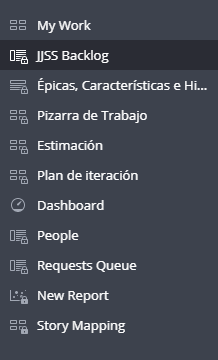 My Work
JJSS Backlog
Épicas, Características e Hi...
Pizarra de Trabajo
Estimación
Plan de iteración
Dashboard
People
Requests Queue
New Report
Story Mapping